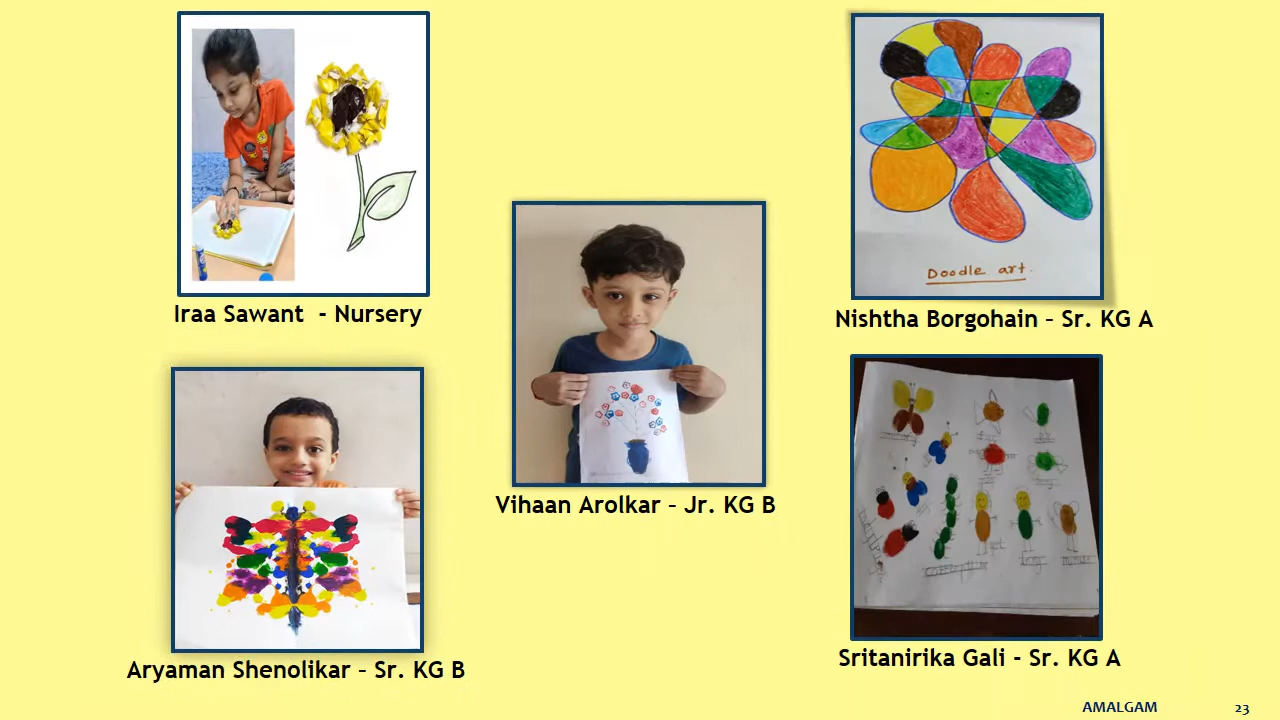 Iraa Sawant - Nursery
Doodle art.
Nishtha Borgohain – Sr. KG A
Vihaan Arolkar – Jr. KG B
Aryaman Shenolikar – Sr. KG B
Sritanirika Gali - Sr. KG A
AMALGAM 23